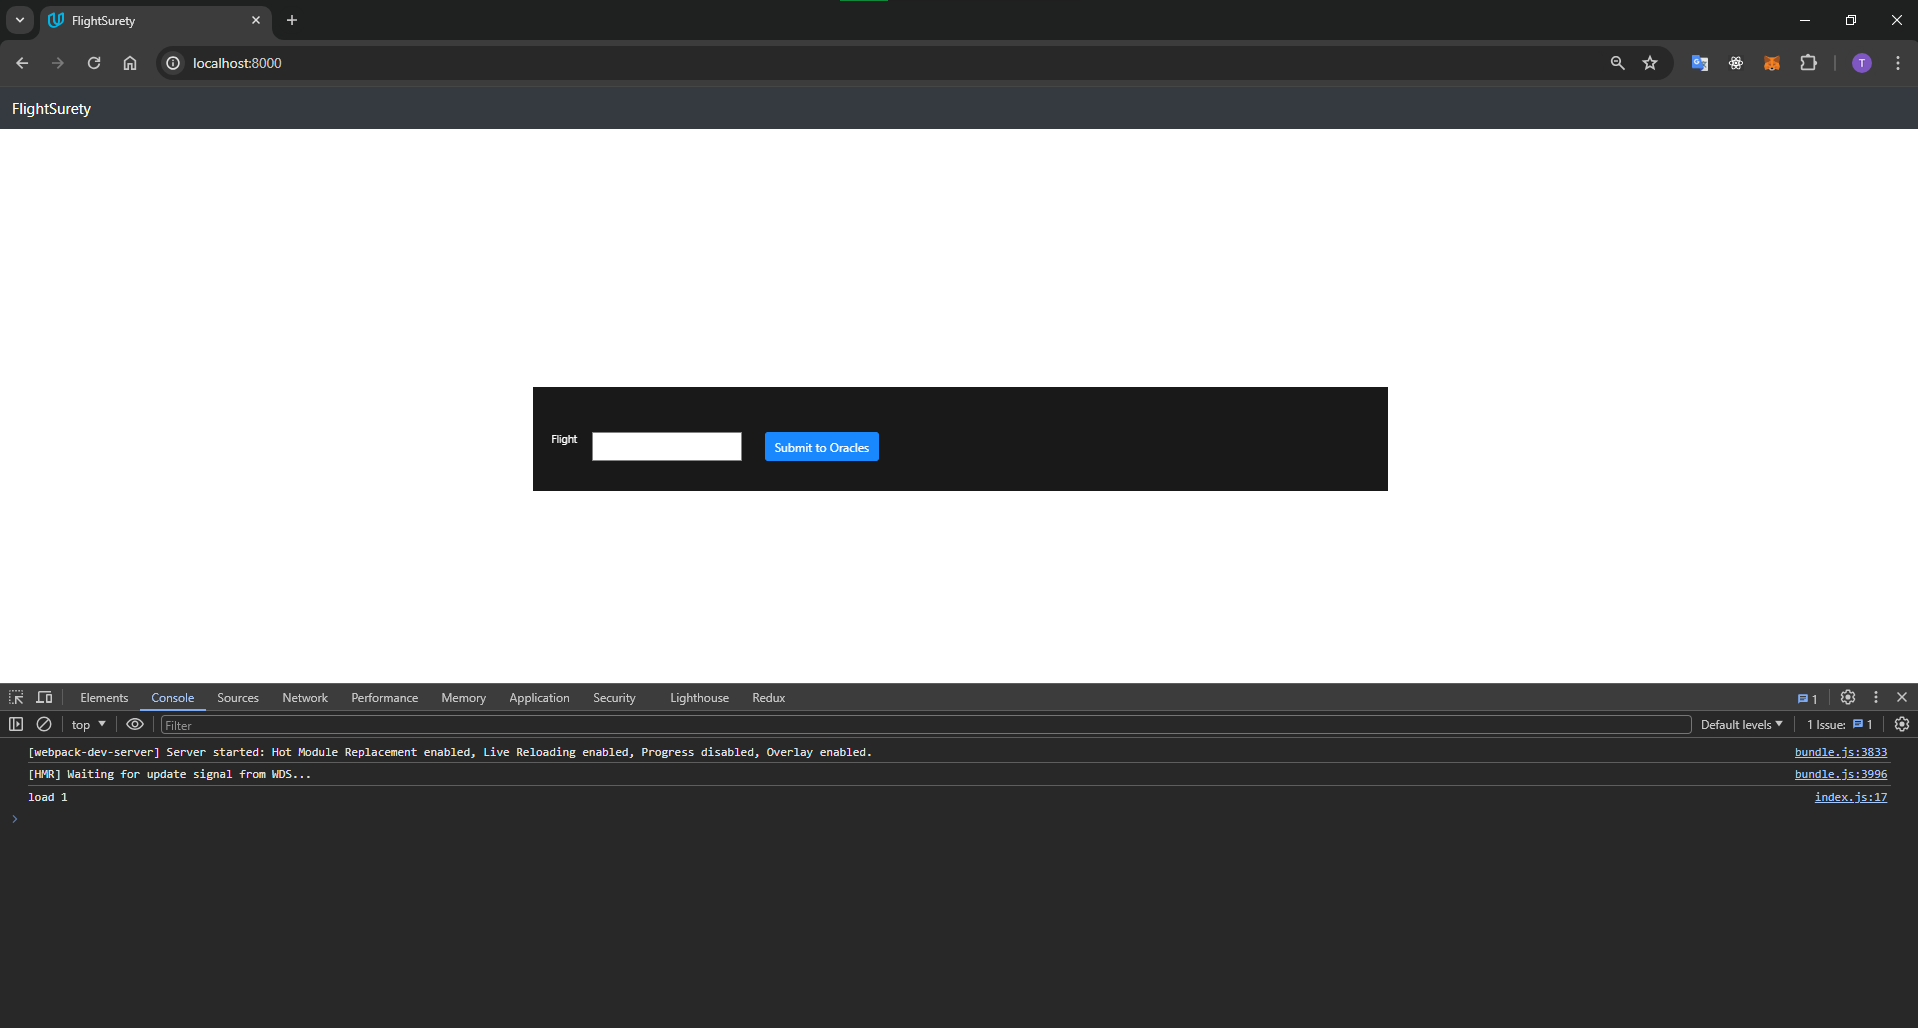 FlightSurety
localhost:8000
T
FlightSurety
Flight
Submit to Oracles
Elements Console Sources Network Performance Memory Application Security Lighthouse Redux 1
top Filter Default levels 1 Issue: 1
[webpack-dev-server] Server started: Hot Module Replacement enabled, Live Reloading enabled, Progress disabled, Overlay enabled. bundle.js:3833
[HMR] Waiting for update signal from WDS... bundle.js:3996
load 1 index.js:17